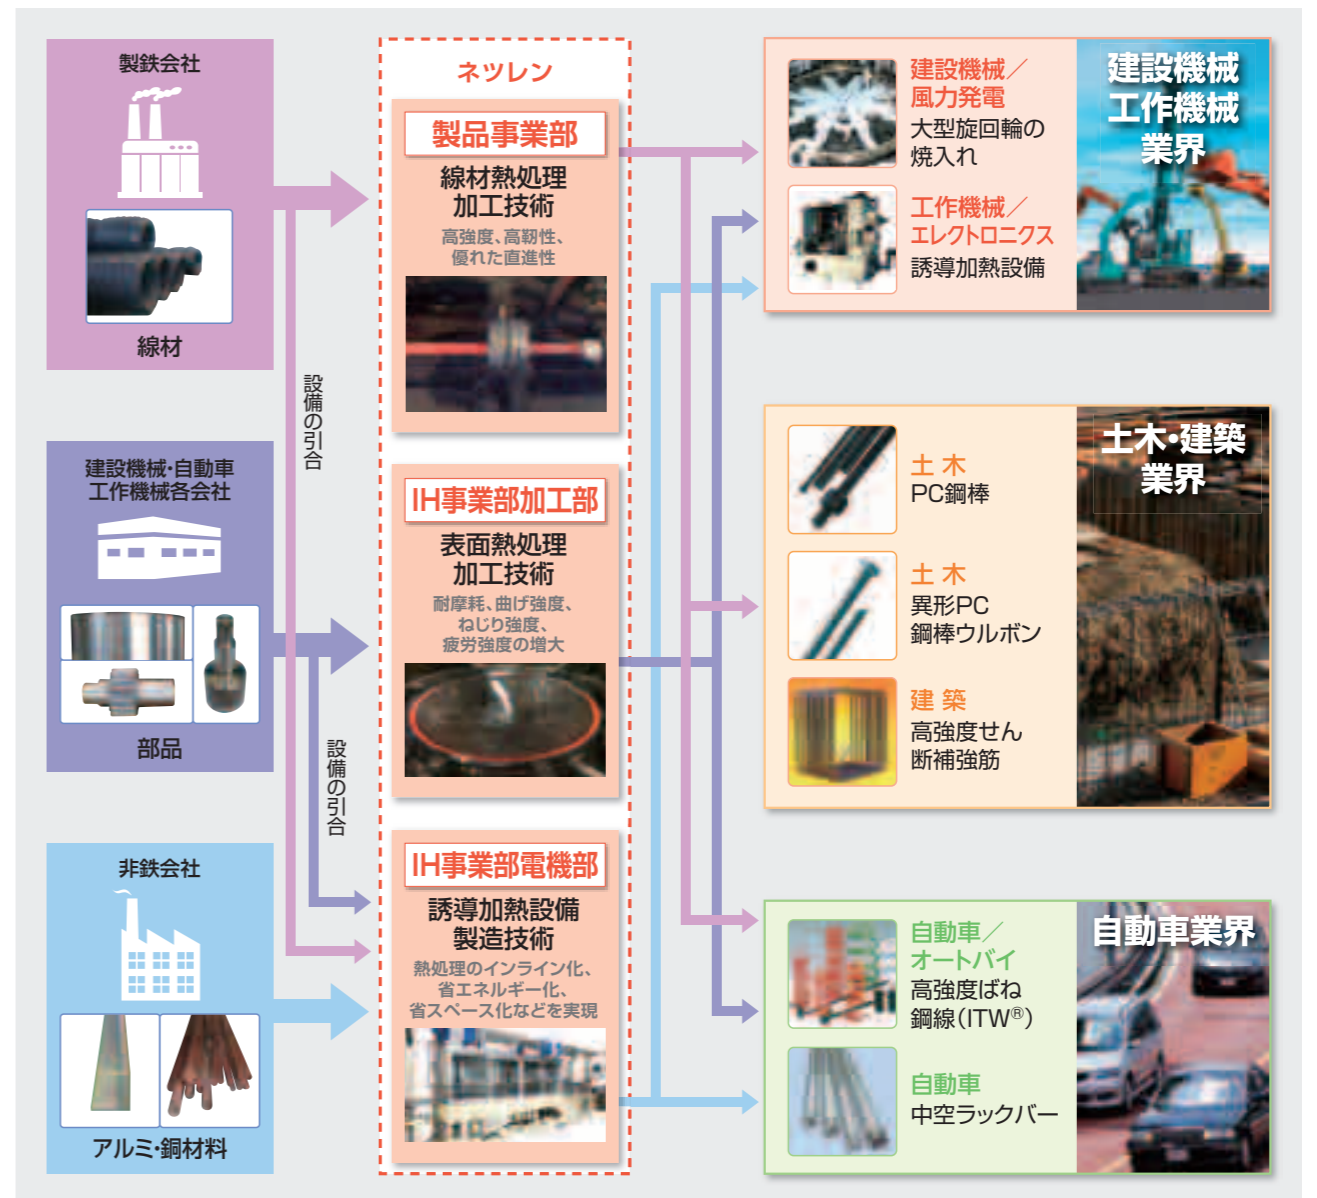 製鉄会社
線材
設備の引合
建設機械・自動車
工作機械各会社
部品
設備の引合
非鉄会社
アルミ・銅材料
ネツレン
製品事業部
線材熱処理
加工技術
高強度、高靭性、
優れた直進性
IH事業部加工部
表面熱処理
加工技術
耐摩耗、曲げ強度、
ねじり強度、
疲労強度の増大
IH事業部電機部
誘導加熱設備
製造技術
熱処理のインライン化、
省エネルギー化、
省スペース化などを実現
建設機械／
風力発電
大型旋回輪の
焼入れ
工作機械／
エレクトロニクス
誘導加熱設備
建設機械
工作機械
業界
土木
PC鋼棒
土木
異形PC
鋼棒ウルボン
建築
高強度せん
断補強筋
土木・建築
業界
自動車／
オートバイ
高強度ばね
鋼線（ITW®）
自動車
中空ラックバー
自動車業界